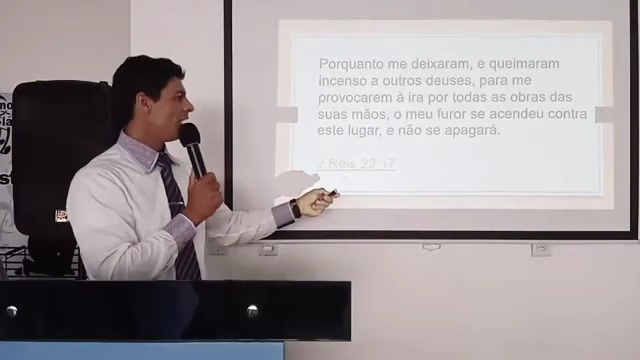 Porquanto me deixaram, e queimaram
incenso a outros deuses, para me
provocarem à ira por todas as obras das
suas mãos, o meu furor se acendeu contra
este lugar, e não se apagará.
2 Reis 22 17